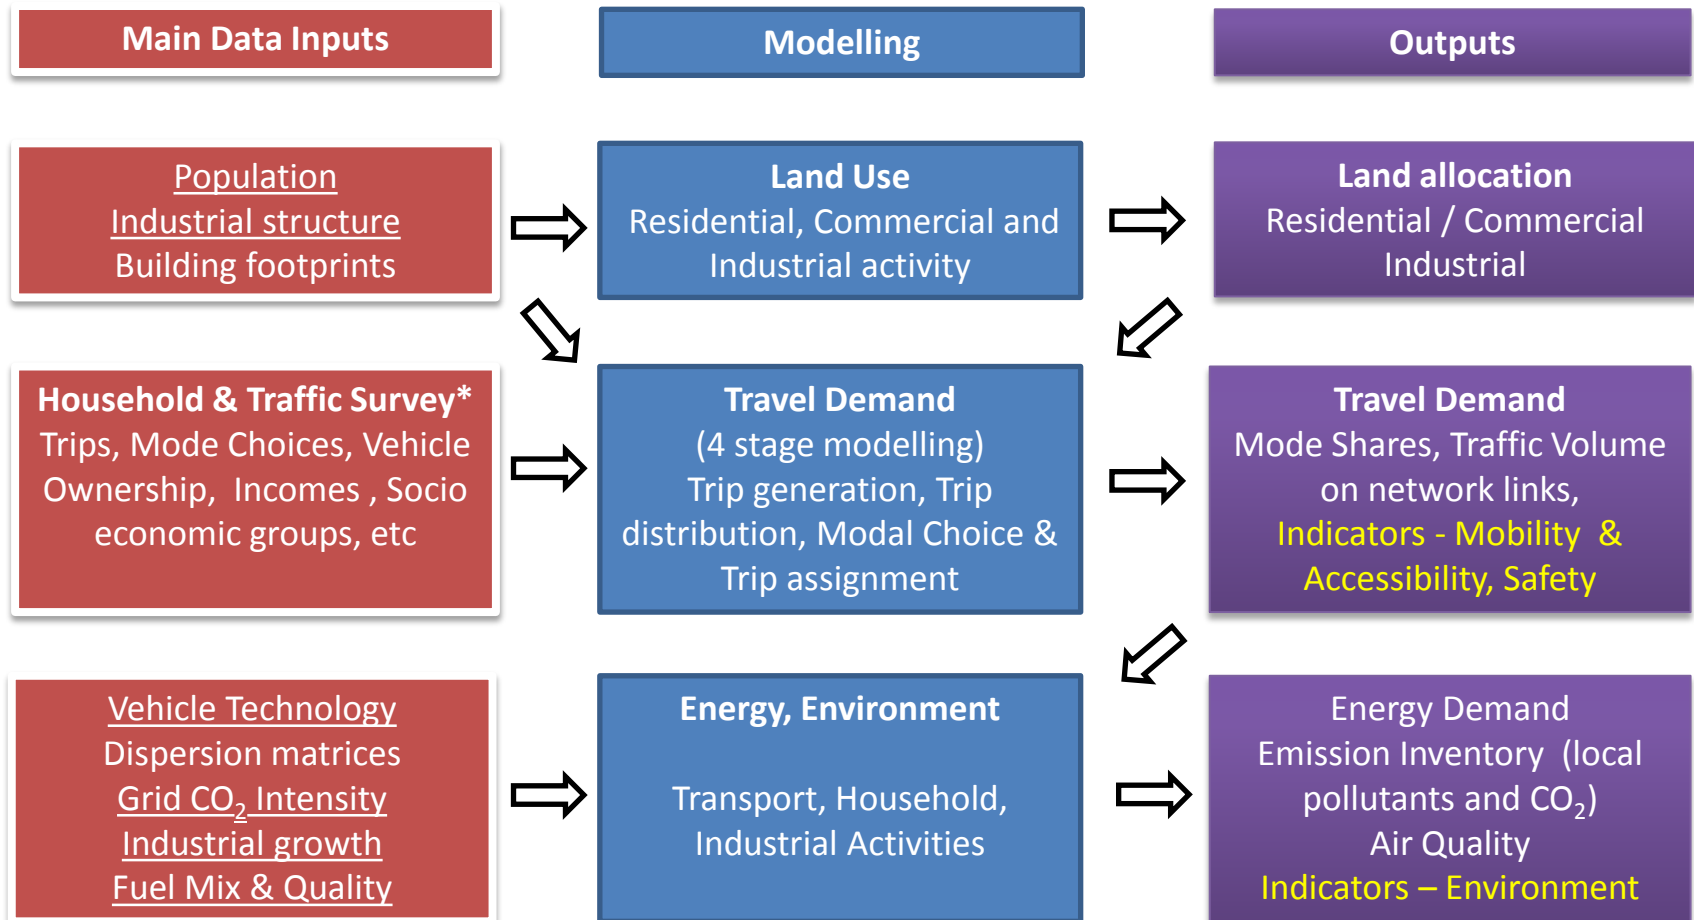 Main Data Inputs
Modelling
Outputs
Population
Industrial structure
Building footprints
Land Use
Residential, Commercial and
Industrial activity
Land allocation
Residential / Commercial
Industrial
Household & Traffic Survey*
Trips, Mode Choices, Vehicle
Ownership,  Incomes , Socio
economic groups, etc
Travel Demand
(4 stage modelling)
Trip generation, Trip
distribution, Modal Choice &
Trip assignment
Travel Demand
Mode Shares, Traffic Volume
on network links,
Indicators - Mobility  &
Accessibility, Safety
Vehicle Technology
Dispersion matrices
Grid CO₂ Intensity
Industrial growth
Fuel Mix & Quality
Energy, Environment
Transport, Household,
Industrial Activities
Energy Demand
Emission Inventory  (local
pollutants and CO₂)
Air Quality
Indicators – Environment